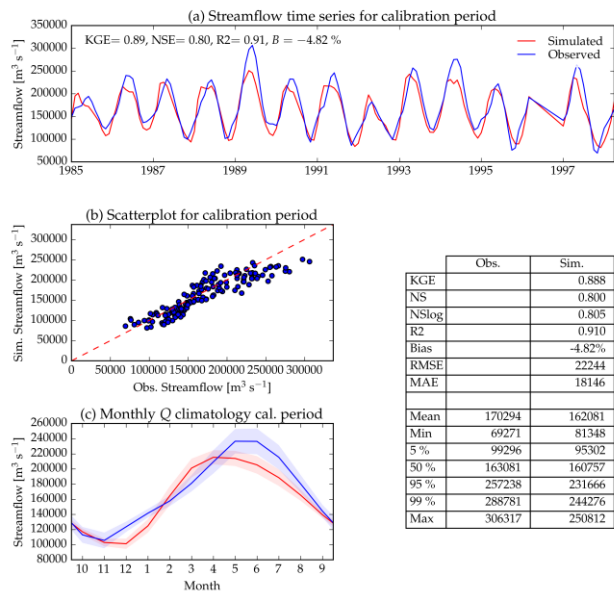 (a) Streamflow time series for calibration period
KGE= 0.89, NSE= 0.80, R2= 0.91, B = −4.82 %
Simulated
Observed
Streamflow [m³ s⁻¹]
350000
300000
250000
200000
150000
100000
50000
1985 1987 1989 1991 1993 1995 1997
(b) Scatterplot for calibration period
Sim. Streamflow [m³ s⁻¹]
300000
250000
200000
150000
100000
50000
0
0 50000 100000 150000 200000 250000 300000
Obs. Streamflow [m³ s⁻¹]
(c) Monthly Q climatology cal. period
Streamflow [m³ s⁻¹]
260000
240000
220000
200000
180000
160000
140000
120000
100000
80000
10 11 12 1 2 3 4 5 6 7 8 9
Month
Obs. Sim.
KGE 0.888
NS 0.800
NSlog 0.805
R2 0.910
Bias -4.82%
RMSE 22244
MAE 18146
Mean 170294 162081
Min 69271 81348
5 % 99296 95302
50 % 163081 160757
95 % 257238 231666
99 % 288781 244276
Max 306317 250812